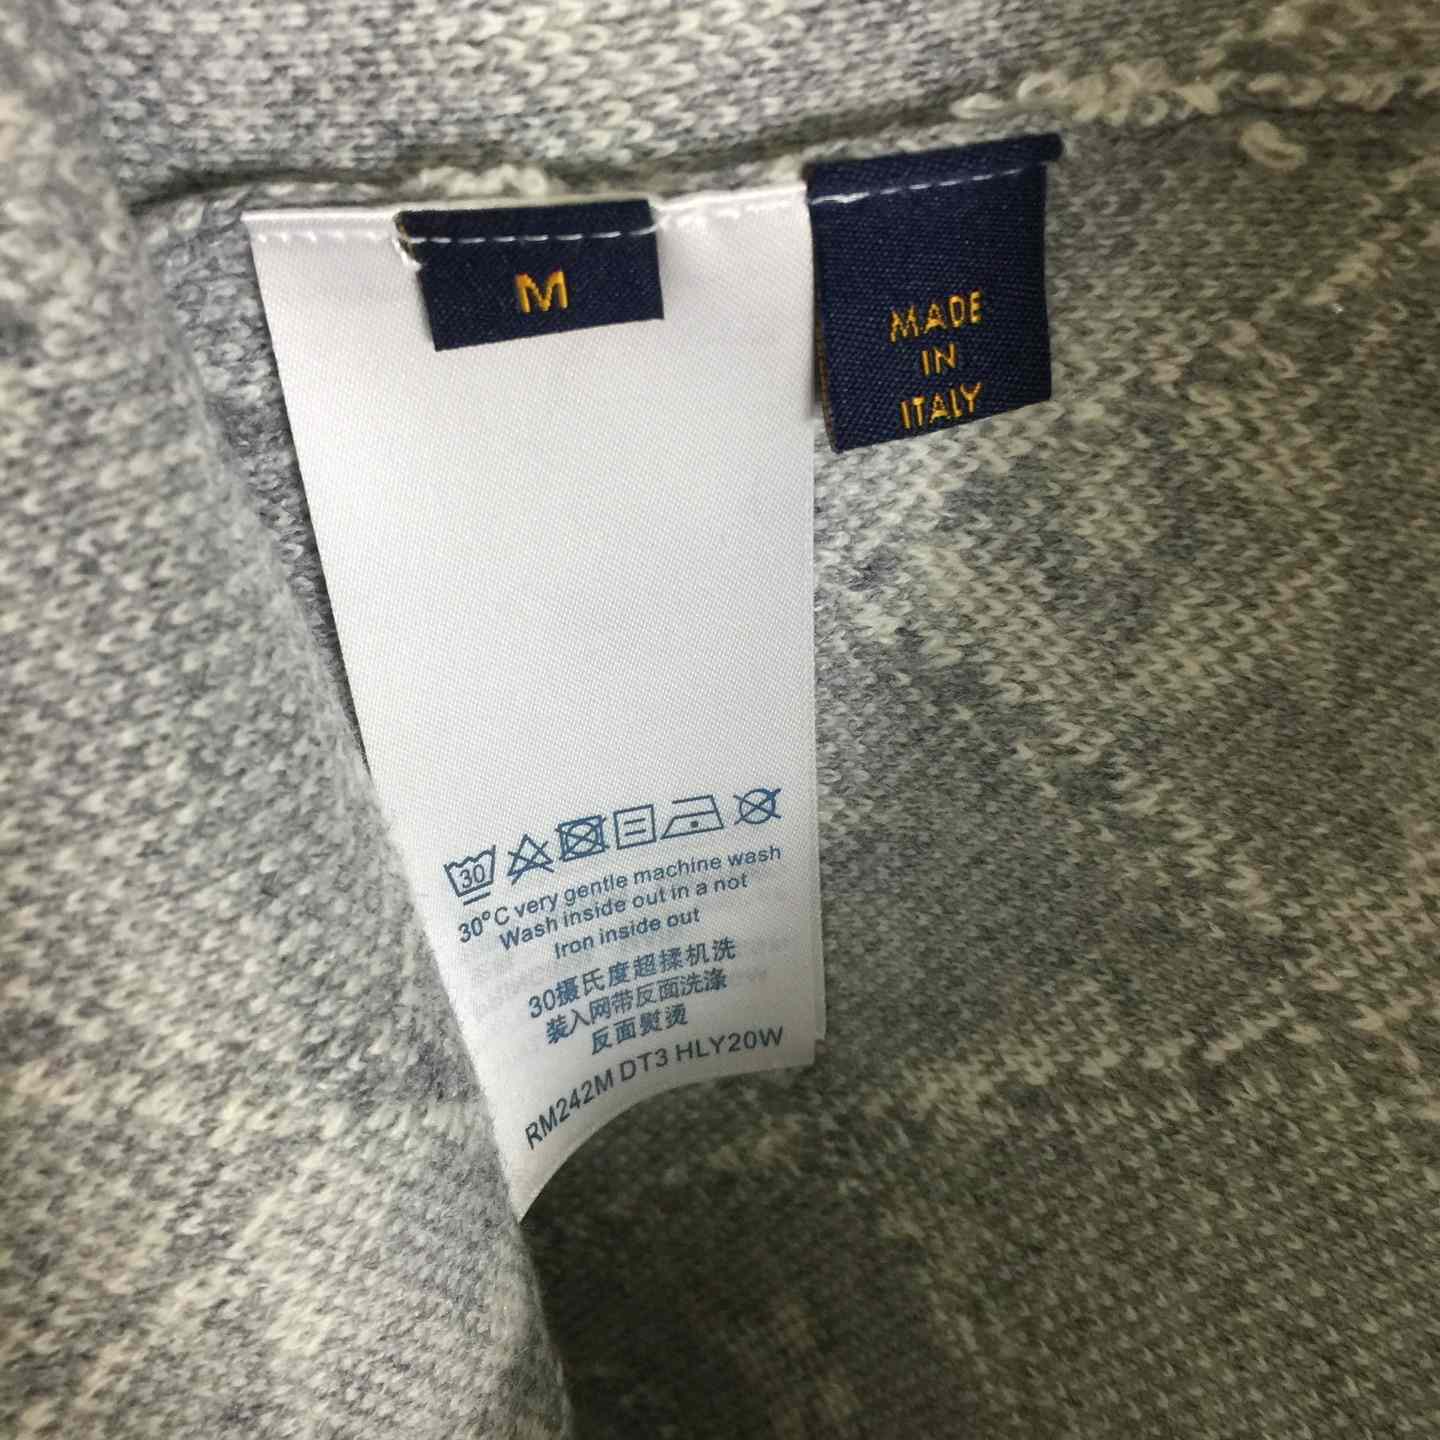 M
MADE
IN
ITALY
30
30°C very gentle machine wash
Wash inside out in a not
Iron inside out
30摄氏度超揉机洗
装入网带反面洗涤
反面熨烫
RM242M DT3 HLY20W